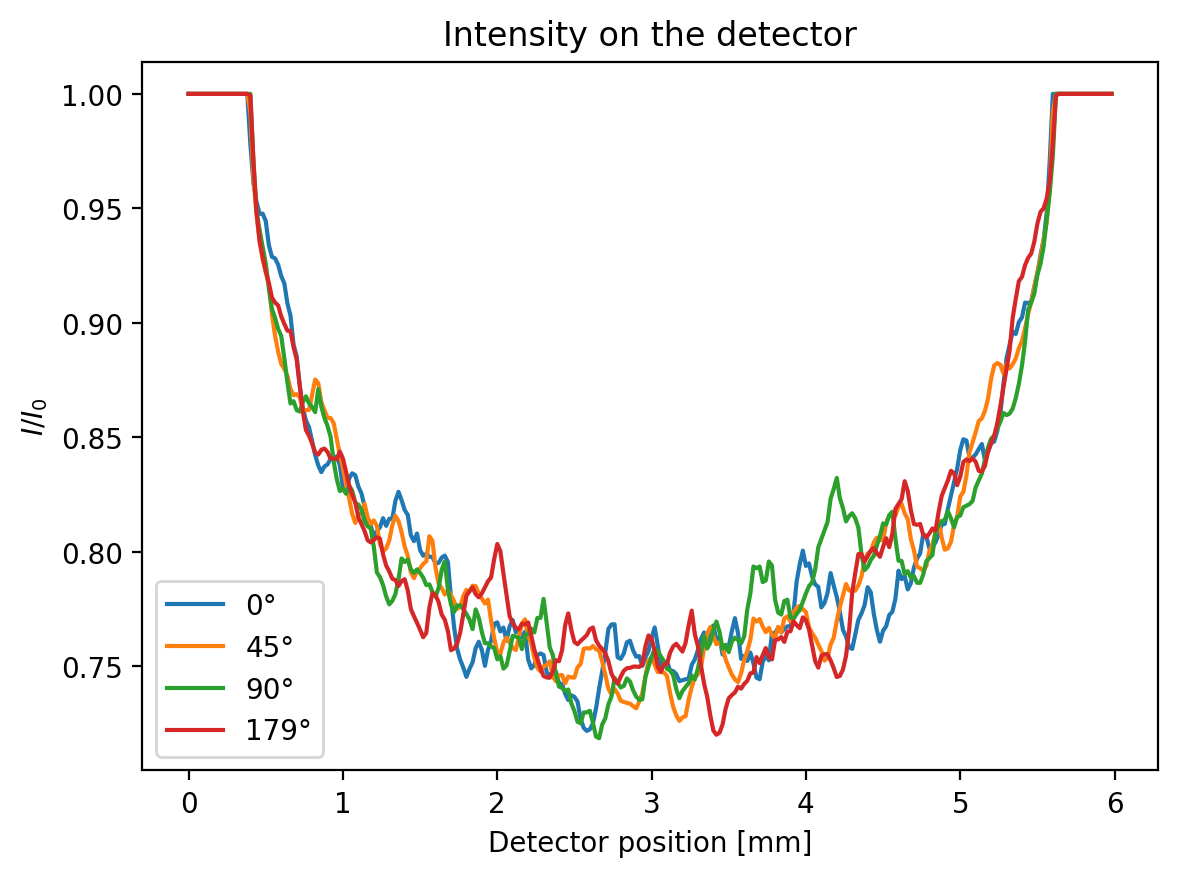 Intensity on the detector
1.00
0.95
0.90
0.85
0.80
0.75
I/I₀
0°
45°
90°
179°
0 1 2 3 4 5 6
Detector position [mm]